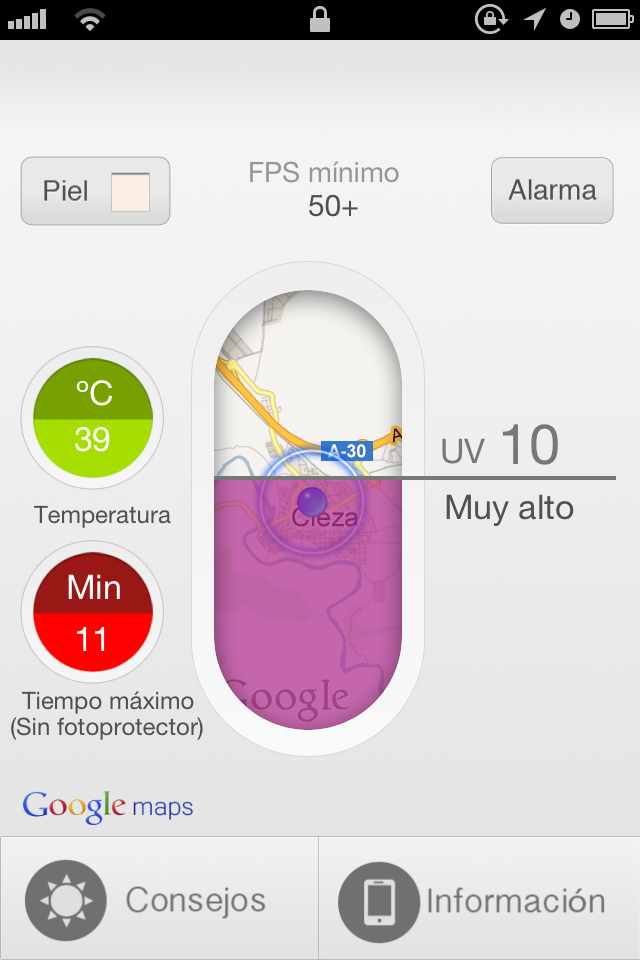 Piel
FPS mínimo
50+
Alarma
ºC
39
Temperatura
A-30
A
UV 10
Muy alto
Cieza
Min
11
Tiempo máximo
(Sin fotoprotector)
Google
Google maps
Consejos
Información